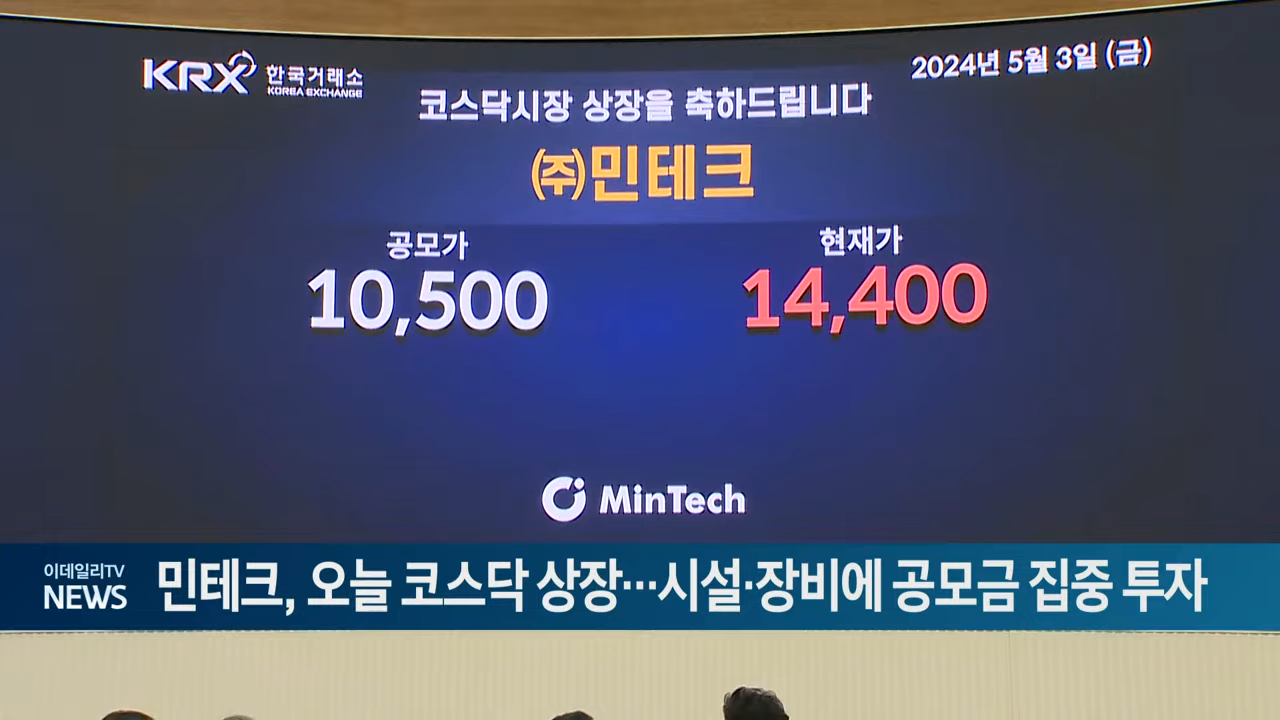 KRX 한국거래소
KOREA EXCHANGE
2024년 5월 3일 (금)
코스닥시장 상장을 축하드립니다
㈜민테크
공모가
현재가
10,500
14,400
MinTech
이데일리TV
NEWS
민테크, 오늘 코스닥 상장…시설·장비에 공모금 집중 투자